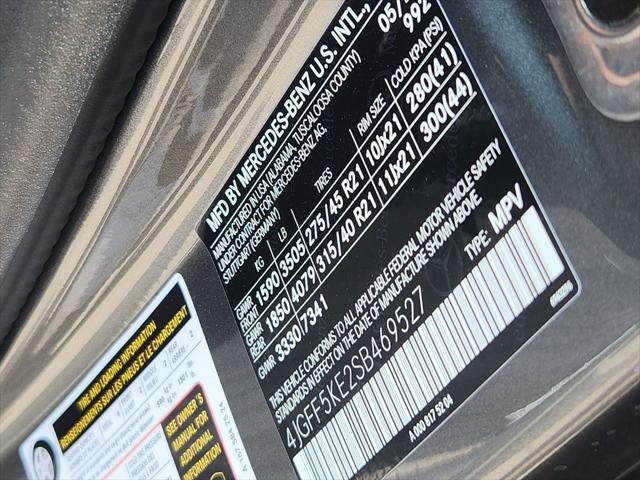 MFD BY MERCEDES-BENZ U.S. INTL.,
MANUFACTURED IN USA (ALABAMA, TUSCALOOSA COUNTY)
UNDER CONTRACT FOR MERCEDES-BENZ AG,
STUTTGART (GERMANY)
05/
992
KG LB TIRES RIM SIZE COLD KPA (PSI)
GAWR FRONT 1590 3505 275/45 R21 10Jx21 280(41)
GAWR REAR 1850 4079 315/40 R21 11Jx21 300(44)
GVWR 3330 7341
THIS VEHICLE CONFORMS TO ALL APPLICABLE FEDERAL MOTOR VEHICLE SAFETY
STANDARDS IN EFFECT ON THE DATE OF MANUFACTURE SHOWN ABOVE.
TYPE: MPV
4JGFF5KE2SB469527
A 000 817 52 04
TIRE AND LOADING INFORMATION
RENSEIGNEMENTS SUR LES PNEUS ET LE CHARGEMENT
SEE OWNER'S
MANUAL FOR
ADDITIONAL
INFORMATION
A 167 584 25 24